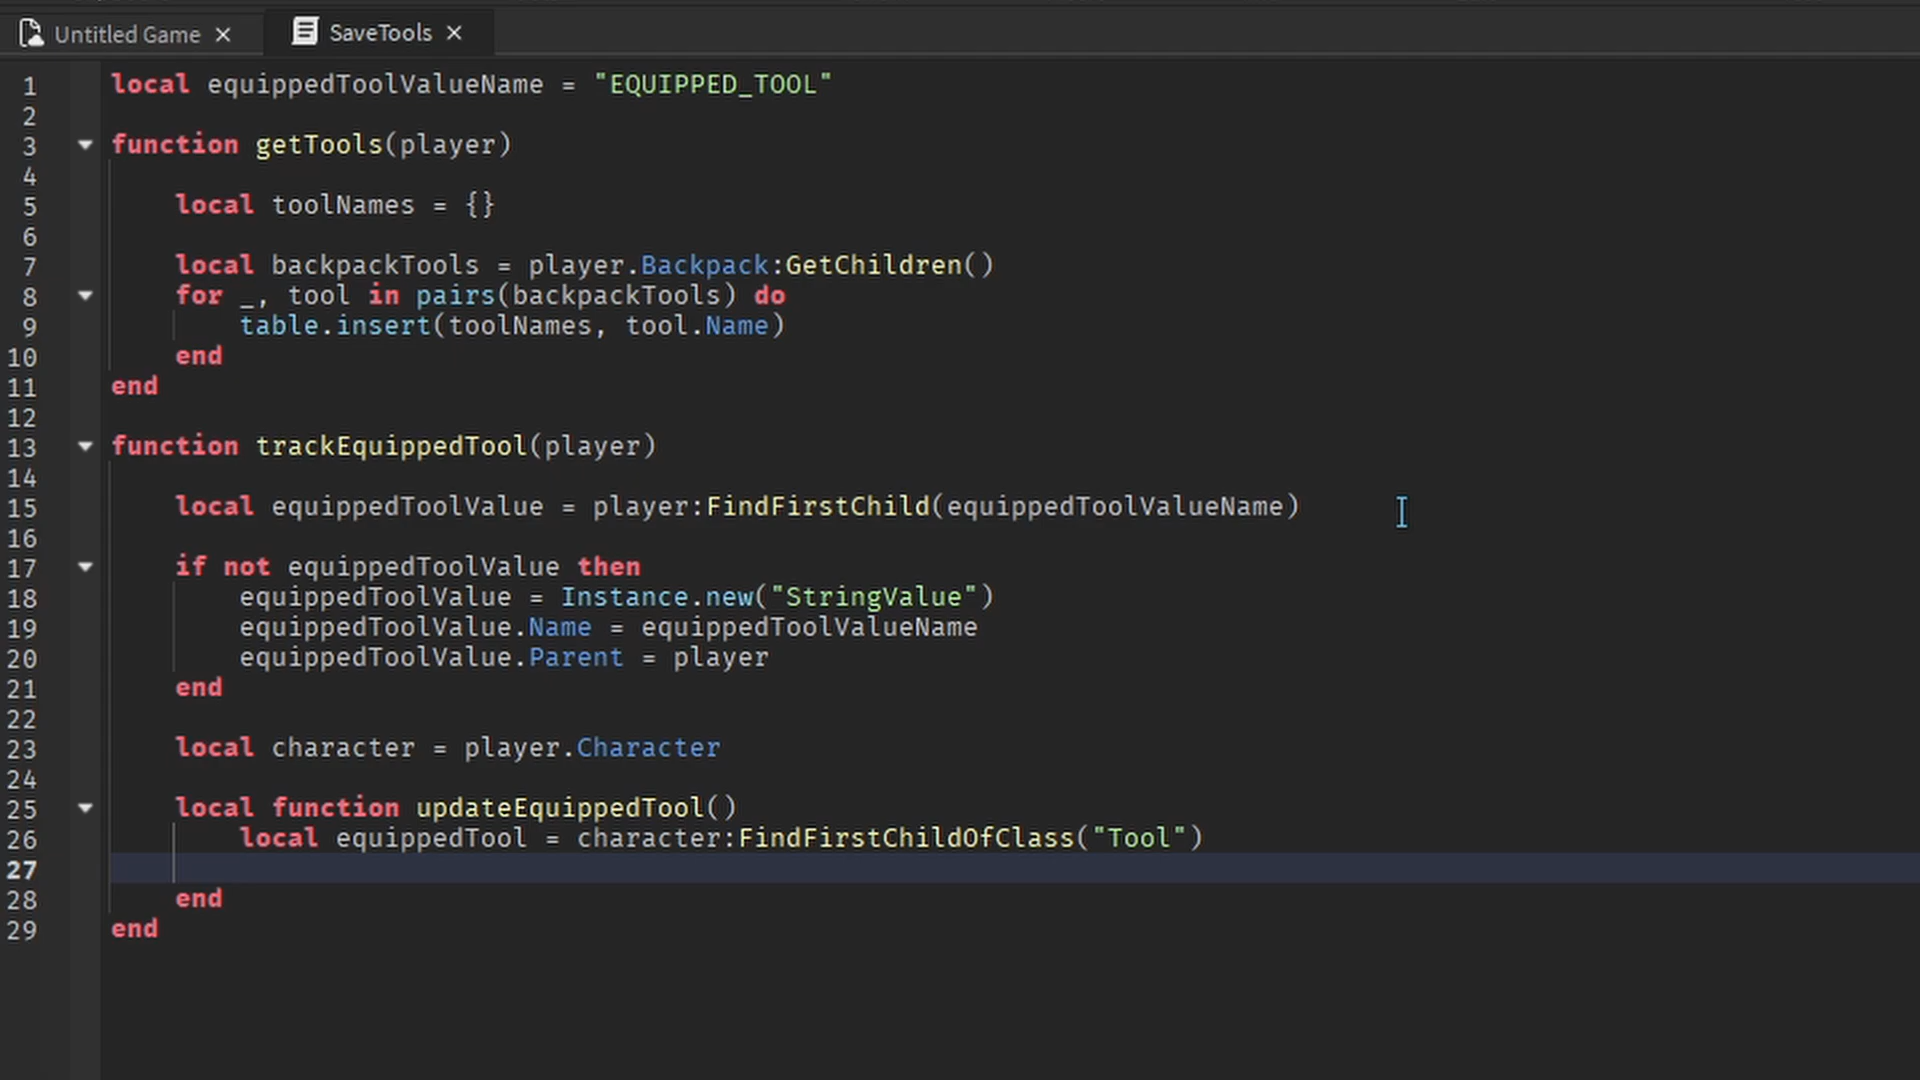 Untitled Game × SaveTools ×
1 local equippedToolValueName = "EQUIPPED_TOOL"
2
3 function getTools(player)
4
5 local toolNames = {}
6
7 local backpackTools = player.Backpack:GetChildren()
8 for _, tool in pairs(backpackTools) do
9 table.insert(toolNames, tool.Name)
10 end
11 end
12
13 function trackEquippedTool(player)
14
15 local equippedToolValue = player:FindFirstChild(equippedToolValueName)
16
17 if not equippedToolValue then
18 equippedToolValue = Instance.new("StringValue")
19 equippedToolValue.Name = equippedToolValueName
20 equippedToolValue.Parent = player
21 end
22
23 local character = player.Character
24
25 local function updateEquippedTool()
26 local equippedTool = character:FindFirstChildOfClass("Tool")
27
28 end
29 end